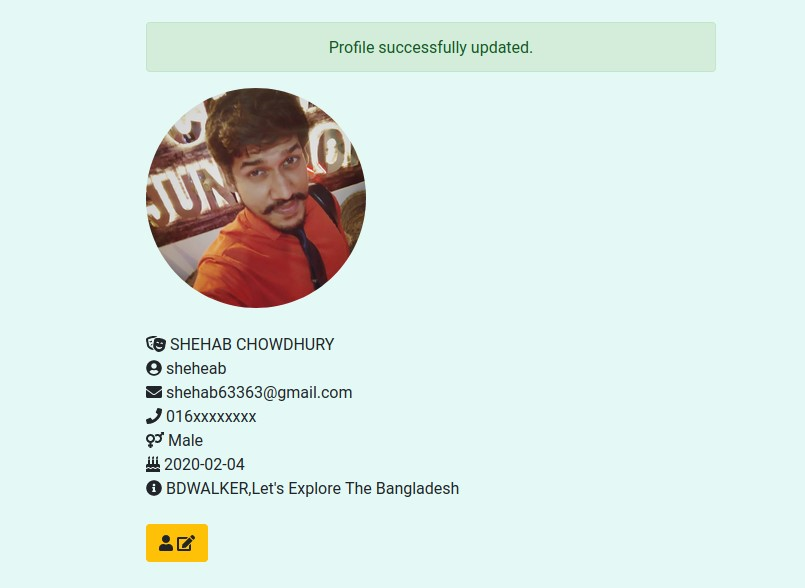 Profile successfully updated.
JUN
SHEHAB CHOWDHURY
sheheab
shehab63363@gmail.com
016xxxxxxxx
Male
2020-02-04
BDWALKER,Let's Explore The Bangladesh